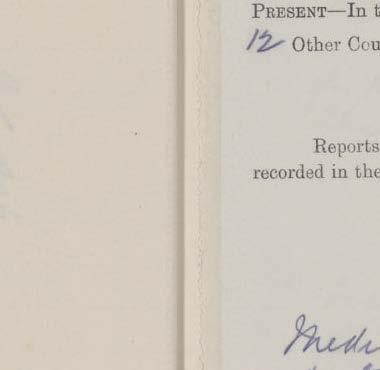 PRESENT—In t
12 Other Cou
Reports
recorded in the
Medi